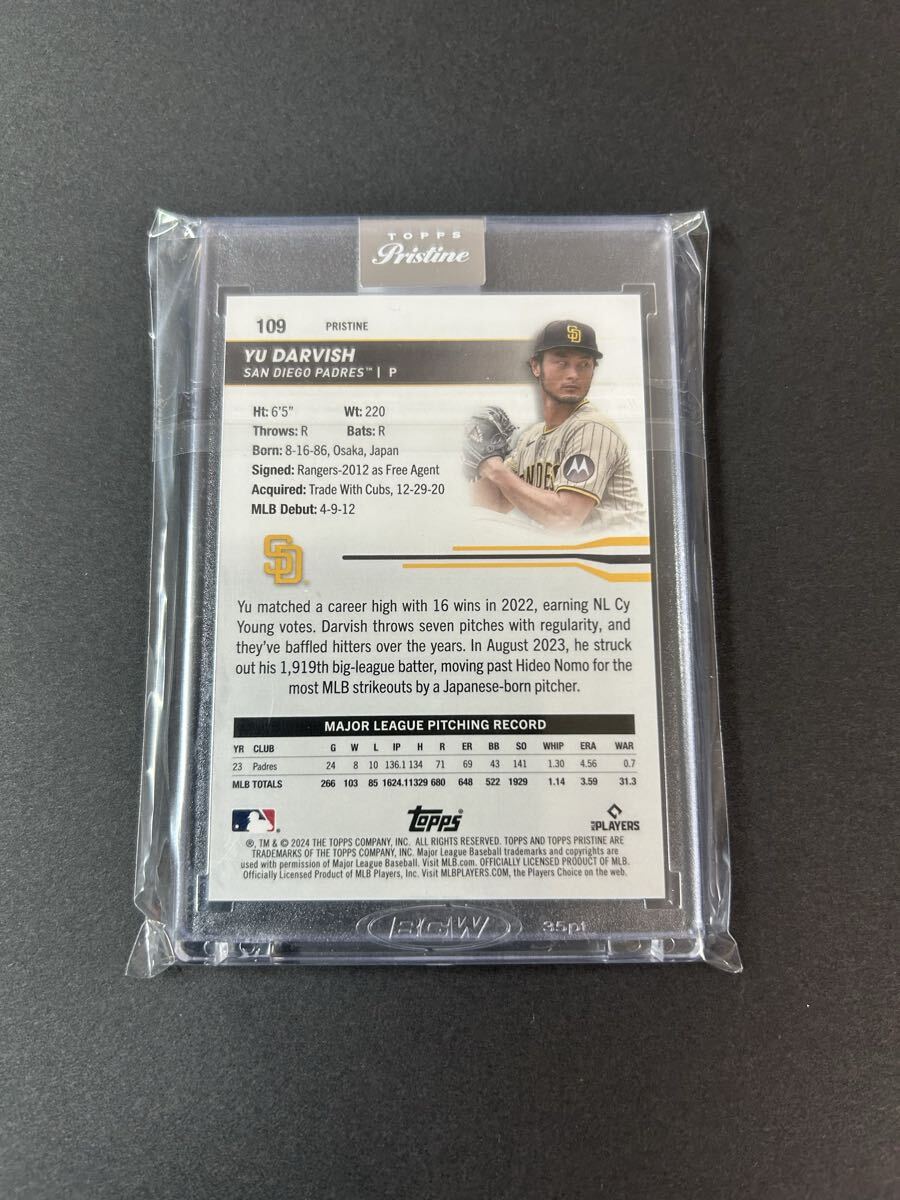 TOPPS
Pristine
109 PRISTINE
YU DARVISH
SAN DIEGO PADRES™ | P
Ht: 6'5" Wt: 220
Throws: R Bats: R
Born: 8-16-86, Osaka, Japan
Signed: Rangers-2012 as Free Agent
Acquired: Trade With Cubs, 12-29-20
MLB Debut: 4-9-12
SD
Yu matched a career high with 16 wins in 2022, earning NL Cy
Young votes. Darvish throws seven pitches with regularity, and
they've baffled hitters over the years. In August 2023, he struck
out his 1,919th big-league batter, moving past Hideo Nomo for the
most MLB strikeouts by a Japanese-born pitcher.
MAJOR LEAGUE PITCHING RECORD
YR CLUB G W L IP H R ER BB SO WHIP ERA WAR
23 Padres 24 8 10 136.1 134 71 69 43 141 1.30 4.56 0.7
MLB TOTALS 266 103 85 1624.1 1329 680 648 522 1929 1.14 3.59 31.3
topps® PLAYERS
®, TM & © 2024 THE TOPPS COMPANY, INC. ALL RIGHTS RESERVED. TOPPS AND TOPPS PRISTINE ARE
TRADEMARKS OF THE TOPPS COMPANY, INC. Major League Baseball trademarks and copyrights are
used with permission of Major League Baseball. Visit MLB.com. OFFICIALLY LICENSED PRODUCT OF MLB.
Officially Licensed Product of MLB Players, Inc. Visit MLBPLAYERS.COM, the Players Choice on the web.
BCW 35pt